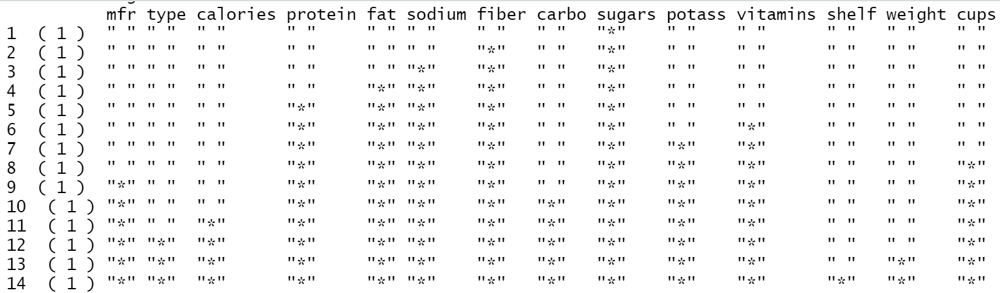 mfr type calories protein fat sodium fiber carbo sugars potass vitamins shelf weight cups
1 ( 1 ) " " " " " " " " " " " " " " " " "*" " " " " " " " " " "
2 ( 1 ) " " " " " " " " " " " " "*" " " "*" " " " " " " " " " "
3 ( 1 ) " " " " " " " " " " "*" "*" " " "*" " " " " " " " " " "
4 ( 1 ) " " " " " " " " "*" "*" "*" " " "*" " " " " " " " " " "
5 ( 1 ) " " " " " " "*" "*" "*" "*" " " "*" " " " " " " " " " "
6 ( 1 ) " " " " " " "*" "*" "*" "*" " " "*" " " "*" " " " " " "
7 ( 1 ) " " " " " " "*" "*" "*" "*" " " "*" "*" "*" " " " " " "
8 ( 1 ) " " " " " " "*" "*" "*" "*" " " "*" "*" "*" " " " " "*"
9 ( 1 ) "*" " " " " "*" "*" "*" "*" " " "*" "*" "*" " " " " "*"
10 ( 1 ) "*" " " " " "*" "*" "*" "*" "*" "*" "*" "*" " " " " "*"
11 ( 1 ) "*" " " "*" "*" "*" "*" "*" "*" "*" "*" "*" " " " " "*"
12 ( 1 ) "*" "*" "*" "*" "*" "*" "*" "*" "*" "*" "*" " " " " "*"
13 ( 1 ) "*" "*" "*" "*" "*" "*" "*" "*" "*" "*" "*" " " "*" "*"
14 ( 1 ) "*" "*" "*" "*" "*" "*" "*" "*" "*" "*" "*" "*" "*" "*"